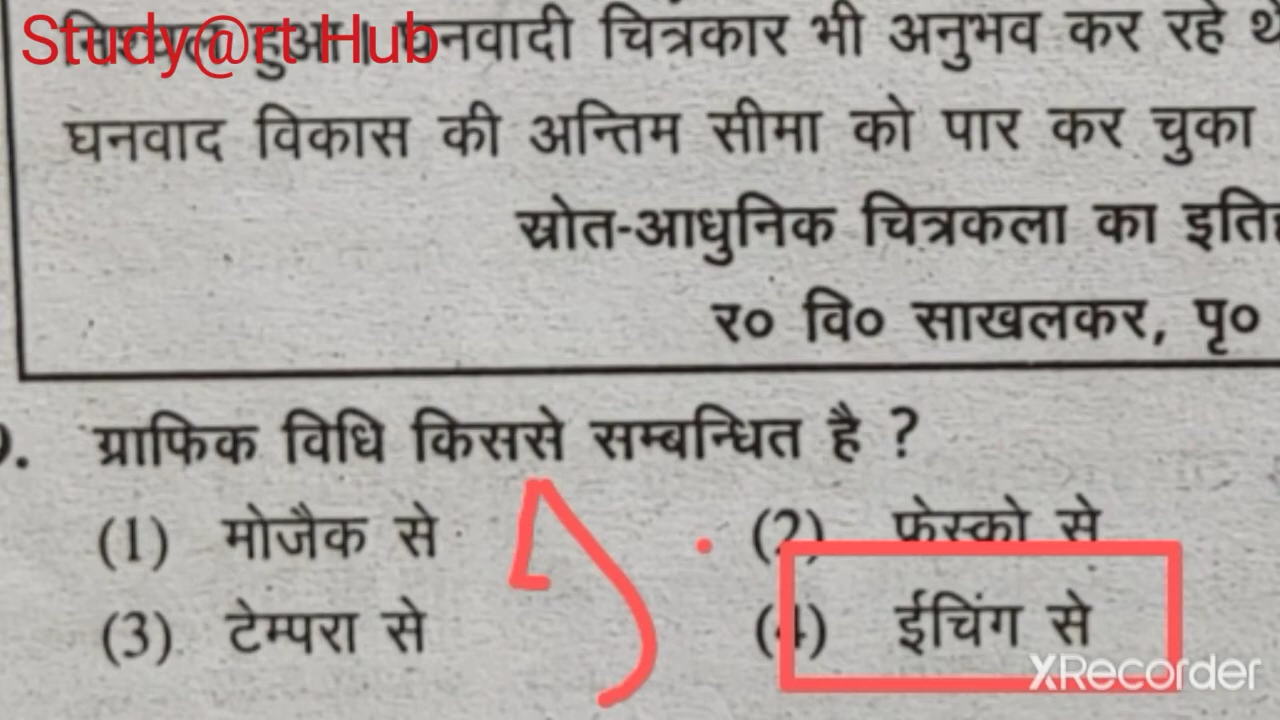 Study@rt Hub
हुआ। घनवादी चित्रकार भी अनुभव कर रहे थे
घनवाद विकास की अन्तिम सीमा को पार कर चुका
स्रोत-आधुनिक चित्रकला का
र० वि० साखलकर, पृ०
ग्राफिक विधि किससे सम्बन्धित है ?
(1) मोजैक से (2) फ्रेस्को से
(3) टेम्परा से (4) ईचिंग से
XRecorder